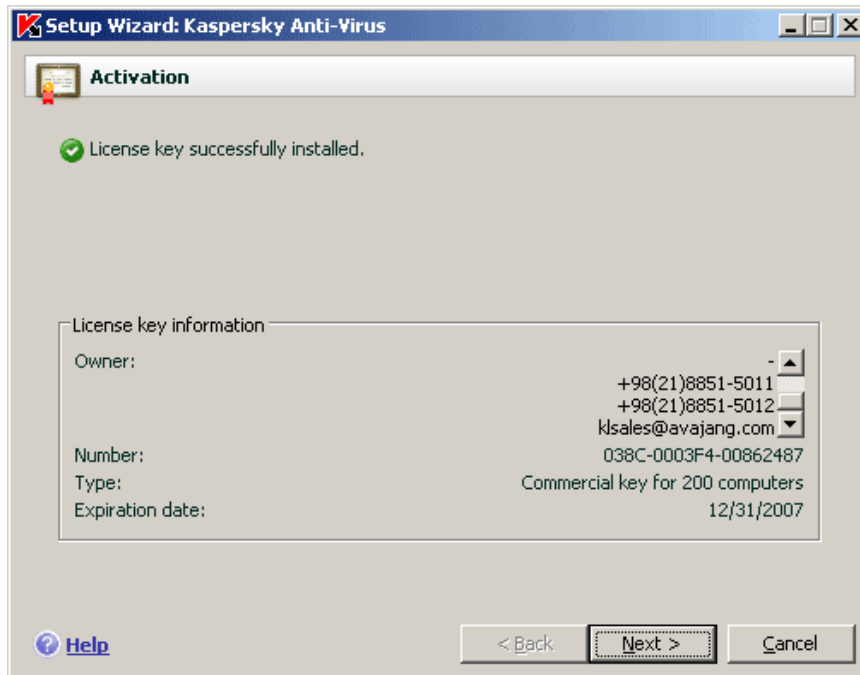 Setup Wizard: Kaspersky Anti-Virus
Activation
License key successfully installed.
License key information
Owner: -
+98(21)8851-5011
+98(21)8851-5012
klsales@avajang.com
Number: 038C-0003F4-00862487
Type: Commercial key for 200 computers
Expiration date: 12/31/2007
Help < Back Next > Cancel